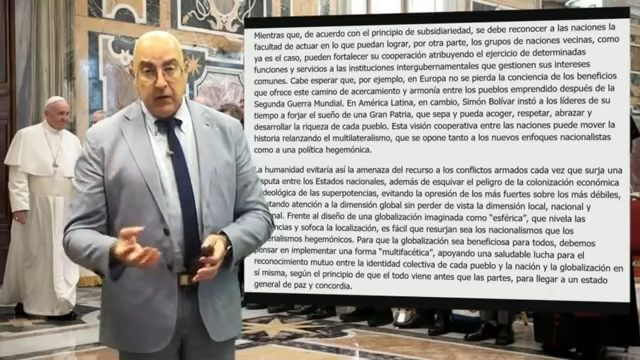 Mientras que, de acuerdo con el principio de subsidiariedad, se debe reconocer a las naciones la
facultad de actuar en lo que puedan lograr, por otra parte, los grupos de naciones vecinas, como
ya es el caso, pueden fortalecer su cooperación atribuyendo el ejercicio de determinadas
funciones y servicios a las instituciones intergubernamentales que gestionen sus intereses
comunes. Cabe esperar que, por ejemplo, en Europa no se pierda la conciencia de los beneficios
que ofrece este camino de acercamiento y armonía entre los pueblos emprendido después de la
Segunda Guerra Mundial. En América Latina, en cambio, Simón Bolívar instó a los líderes de su
tiempo a forjar el sueño de una Gran Patria, que sepa y pueda acoger, respetar, abrazar y
desarrollar la riqueza de cada pueblo. Esta visión cooperativa entre las naciones puede mover la
historia relanzando el multilateralismo, que se opone tanto a los nuevos enfoques nacionalistas
como a una política hegemónica.
La humanidad evitaría así la amenaza del recurso a los conflictos armados cada vez que surja una
puta entre los Estados nacionales, además de esquivar el peligro de la colonización económica
deológica de las superpotencias, evitando la opresión de los más fuertes sobre los más débiles,
tando atención a la dimensión global sin perder de vista la dimensión local, nacional y
nal. Frente al diseño de una globalización imaginada como "esférica", que nivela las
ncias y sofoca la localización, es fácil que resurjan sea los nacionalismos que los
erialismos hegemónicos. Para que la globalización sea beneficiosa para todos, debemos
ensar en implementar una forma "multifacética", apoyando una saludable lucha para el
reconocimiento mutuo entre la identidad colectiva de cada pueblo y la nación y la globalización en
sí misma, según el principio de que el todo viene antes que las partes, para llegar a un estado
general de paz y concordia.